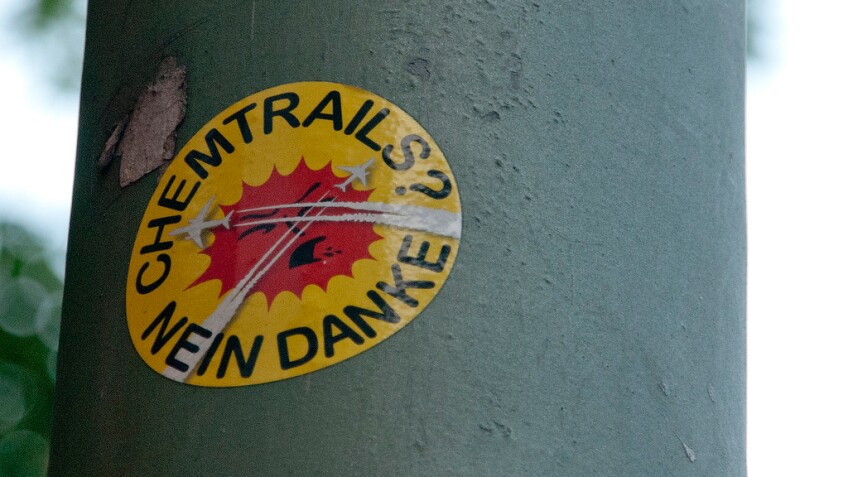 CHEMTRAILS?
NEIN DANKE